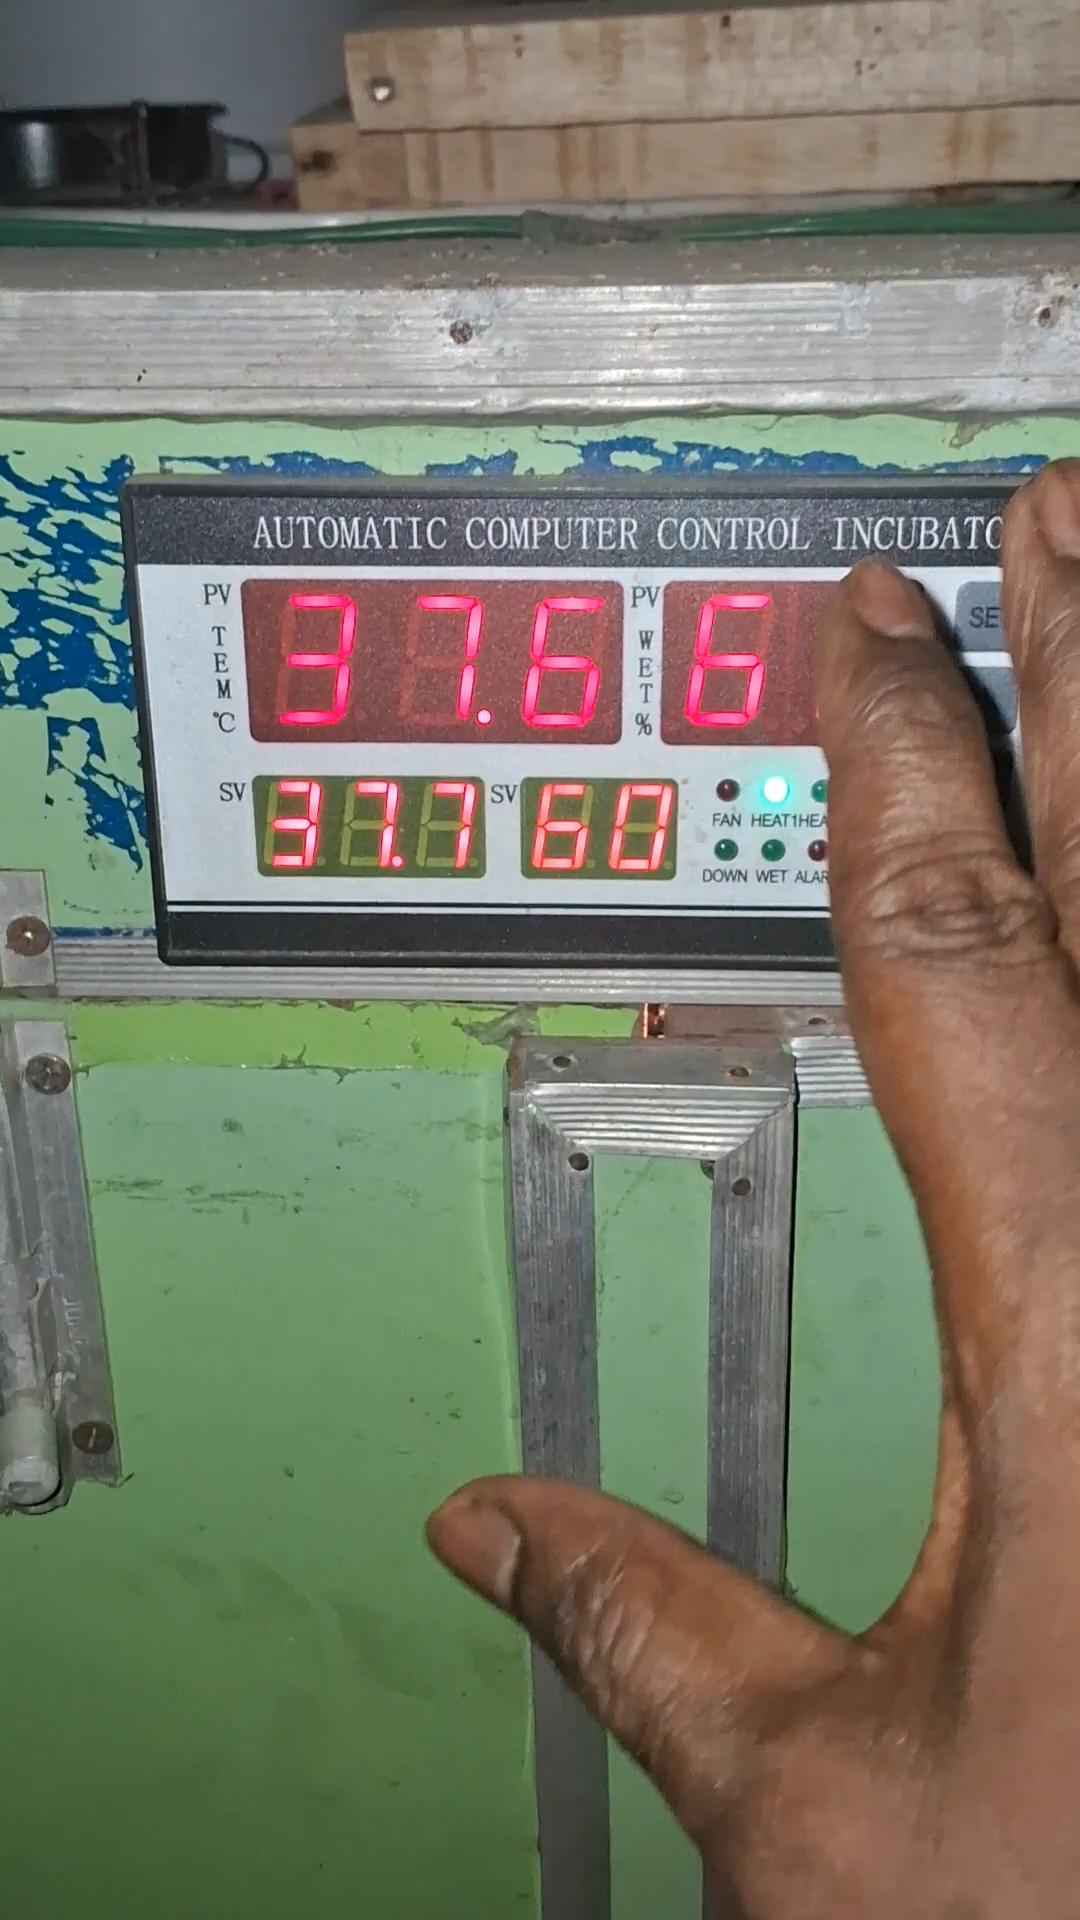 AUTOMATIC COMPUTER CONTROL
PV TEM ℃ 37.6
PV WET % 6
SV 37.7
SV 60
FAN HEAT1
DOWN WET